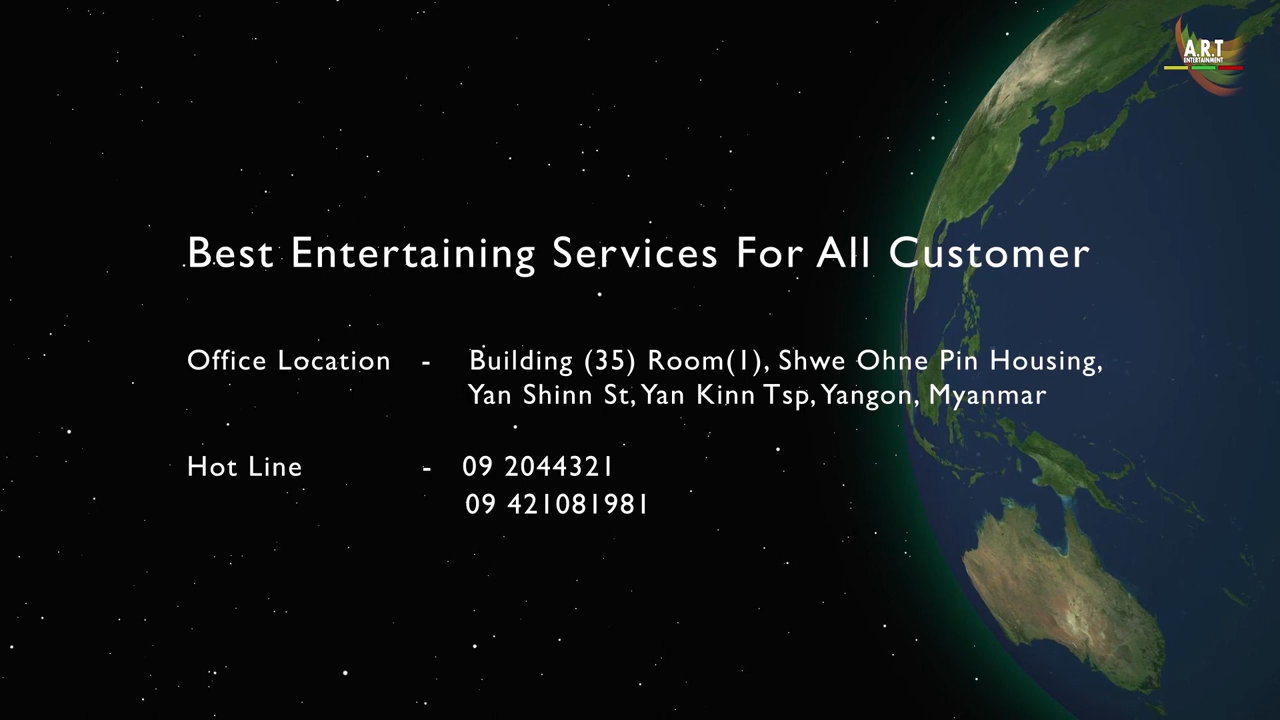 A.R.T
ENTERTAINMENT
Best Entertaining Services For All Customer
Office Location - Building (35) Room(1), Shwe Ohne Pin Housing,
Yan Shinn St, Yan Kinn Tsp, Yangon, Myanmar
Hot Line - 09 2044321
09 421081981